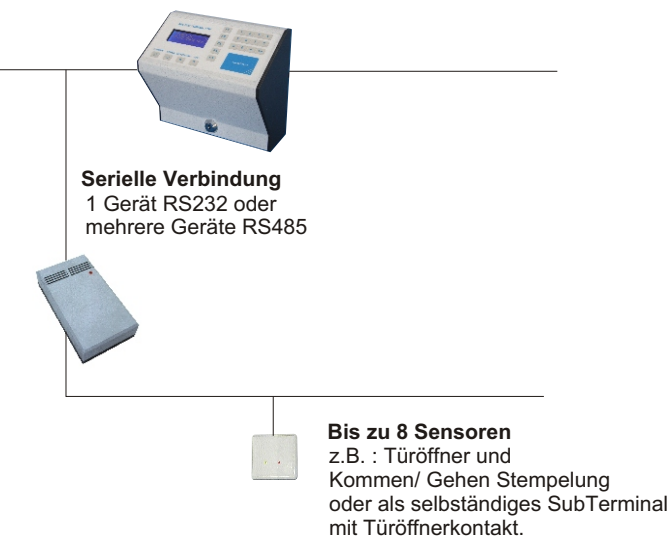 Serielle Verbindung
1 Gerät RS232 oder
mehrere Geräte RS485
Bis zu 8 Sensoren
z.B. : Türöffner und
Kommen/ Gehen Stempelung
oder als selbständiges SubTerminal
mit Türöffnerkontakt.